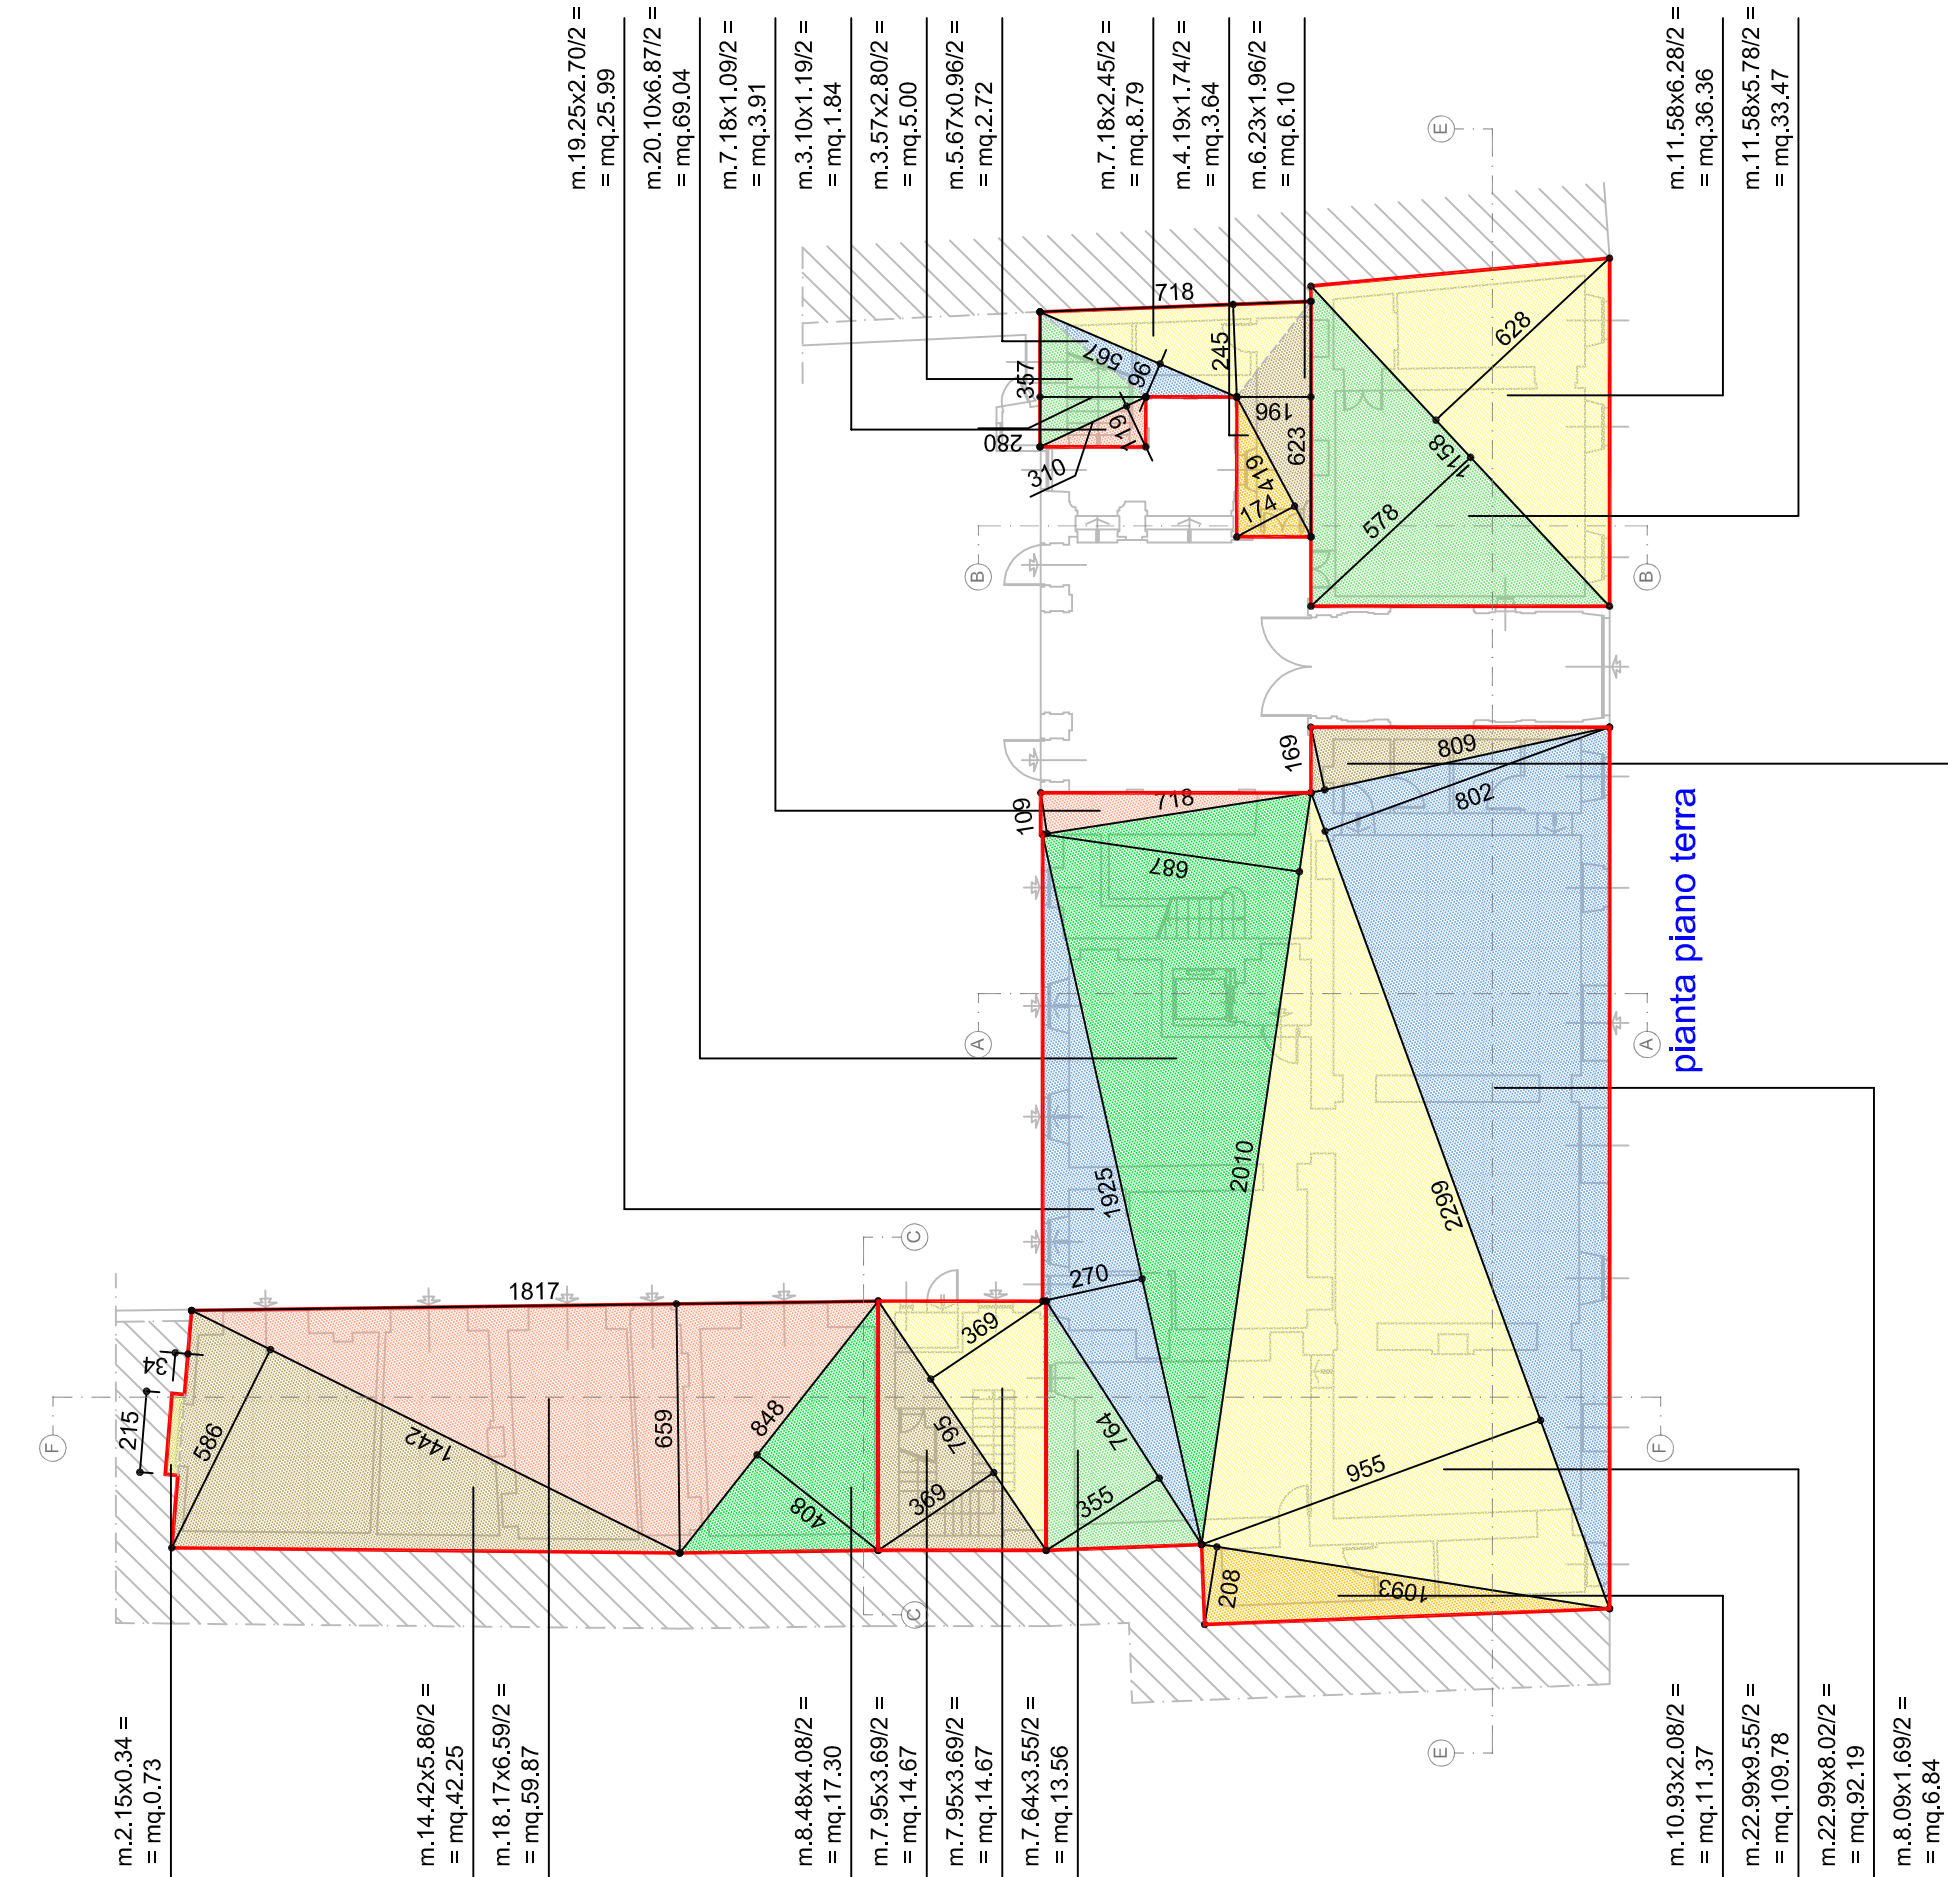 m.19.25x2.70/2 =
= mq.25.99
m.20.10x6.87/2 =
= mq.69.04
m.7.18x1.09/2 =
= mq.3.91
m.3.10x1.19/2 =
= mq.1.84
m.3.57x2.80/2 =
= mq.5.00
m.5.67x0.96/2 =
= mq.2.72
m.7.18x2.45/2 =
= mq.8.79
m.4.19x1.74/2 =
= mq.3.64
m.6.23x1.96/2 =
= mq.6.10
m.11.58x6.28/2 =
= mq.36.36
m.11.58x5.78/2 =
= mq.33.47
E
718
357
567
96
245
628
280
119
310
196
623
419
174
1158
578
B
B
169
809
802
109
718
687
A
A
pianta piano terra
1925
2010
2299
270
C
1817
369
34
215
586
1442
659
848
795
764
F
F
408
369
355
955
208
1093
C
E
m.2.15x0.34 =
= mq.0.73
m.14.42x5.86/2 =
= mq.42.25
m.18.17x6.59/2 =
= mq.59.87
m.8.48x4.08/2 =
= mq.17.30
m.7.95x3.69/2 =
= mq.14.67
m.7.95x3.69/2 =
= mq.14.67
m.7.64x3.55/2 =
= mq.13.56
m.10.93x2.08/2 =
= mq.11.37
m.22.99x9.55/2 =
= mq.109.78
m.22.99x8.02/2 =
= mq.92.19
m.8.09x1.69/2 =
= mq.6.84